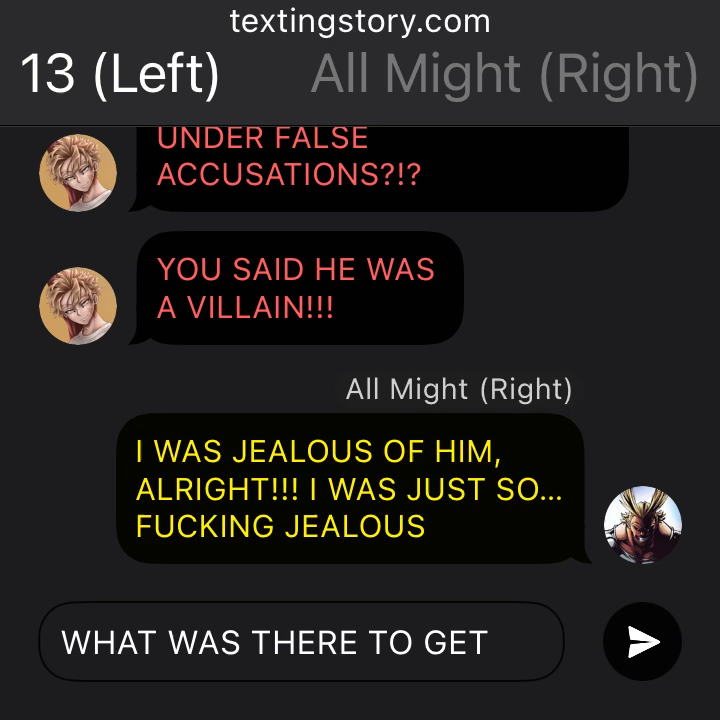 textingstory.com
13 (Left) All Might (Right)
UNDER FALSE
ACCUSATIONS?!?
YOU SAID HE WAS
A VILLAIN!!!
All Might (Right)
I WAS JEALOUS OF HIM,
ALRIGHT!!! I WAS JUST SO...
FUCKING JEALOUS
WHAT WAS THERE TO GET